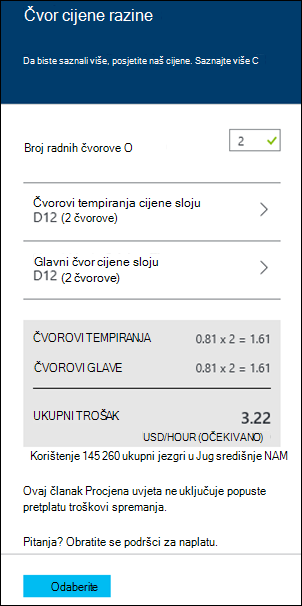 Čvor cijene razine
Da biste saznali više, posjetite naš cijene. Saznajte više C
Broj radnih čvorove O
2
Čvorovi tempiranja cijene sloju
D12 (2 čvorove)
Glavni čvor cijene sloju
D12 (2 čvorove)
ČVOROVI TEMPIRANJA 0.81 x 2 = 1.61
ČVOROVI GLAVE 0.81 x 2 = 1.61
UKUPNI TROŠAK 3.22
USD/HOUR (OČEKIVANO)
Korištenje 145 260 ukupni jezgri u Jug središnje NAM
Ovaj članak Procjena uvjeta ne uključuje popuste
pretplatu troškovi spremanja.
Pitanja? Obratite se podršci za naplatu.
Odaberite